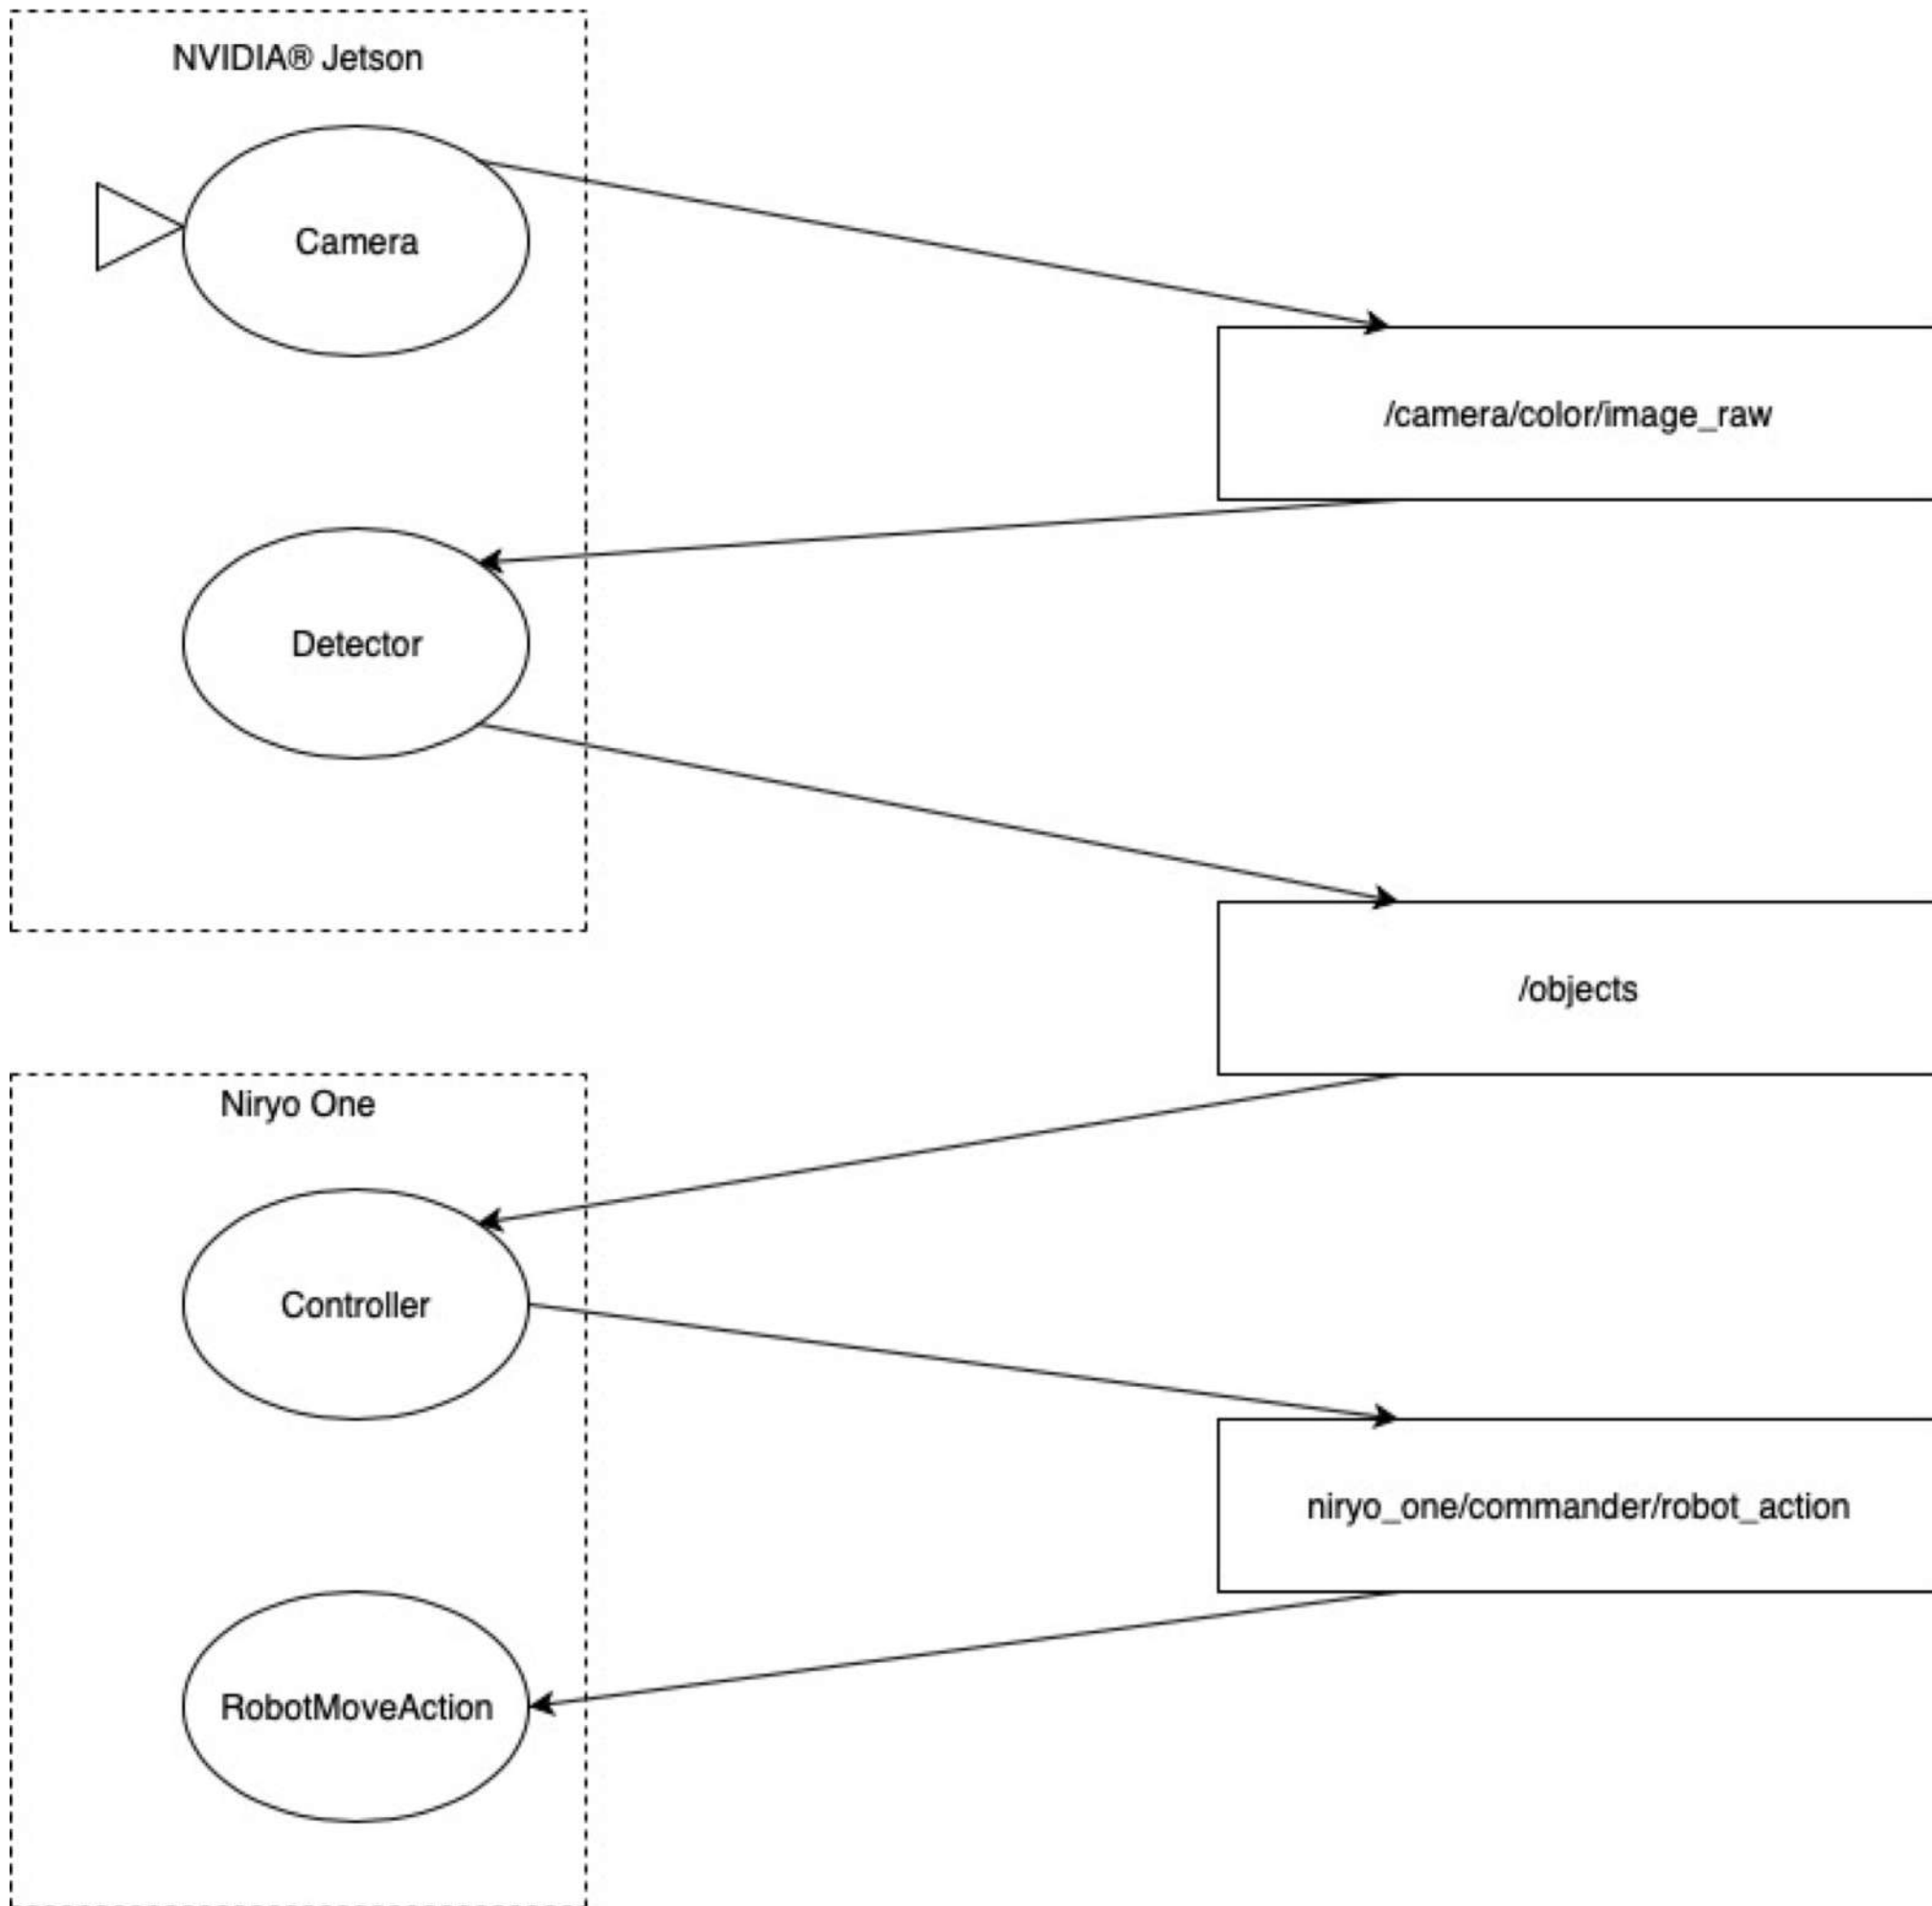 NVIDIA® Jetson
Camera
/camera/color/image_raw
Detector
/objects
Niryo One
Controller
niryo_one/commander/robot_action
RobotMoveAction